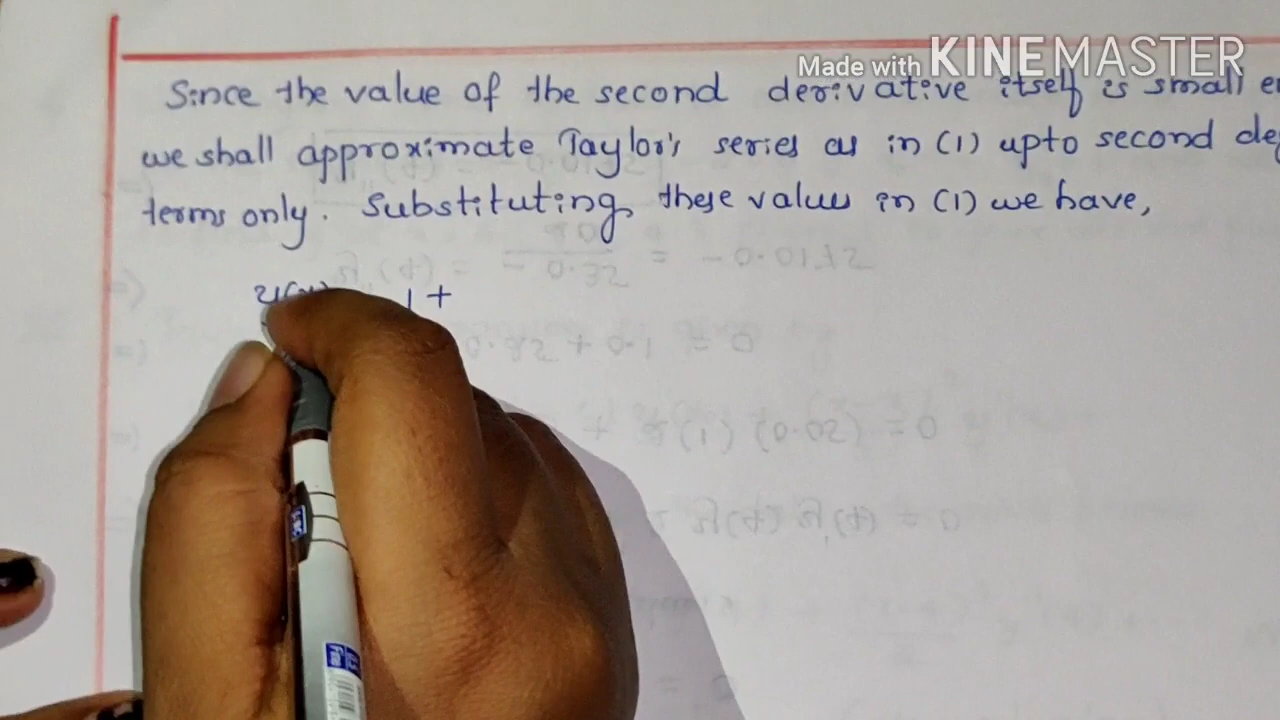 Made with KINEMASTER
Since the value of the second derivative itself is small
we shall approximate Taylor's series as in (1) upto second
terms only. Substituting these values in (1) we have,
1 +